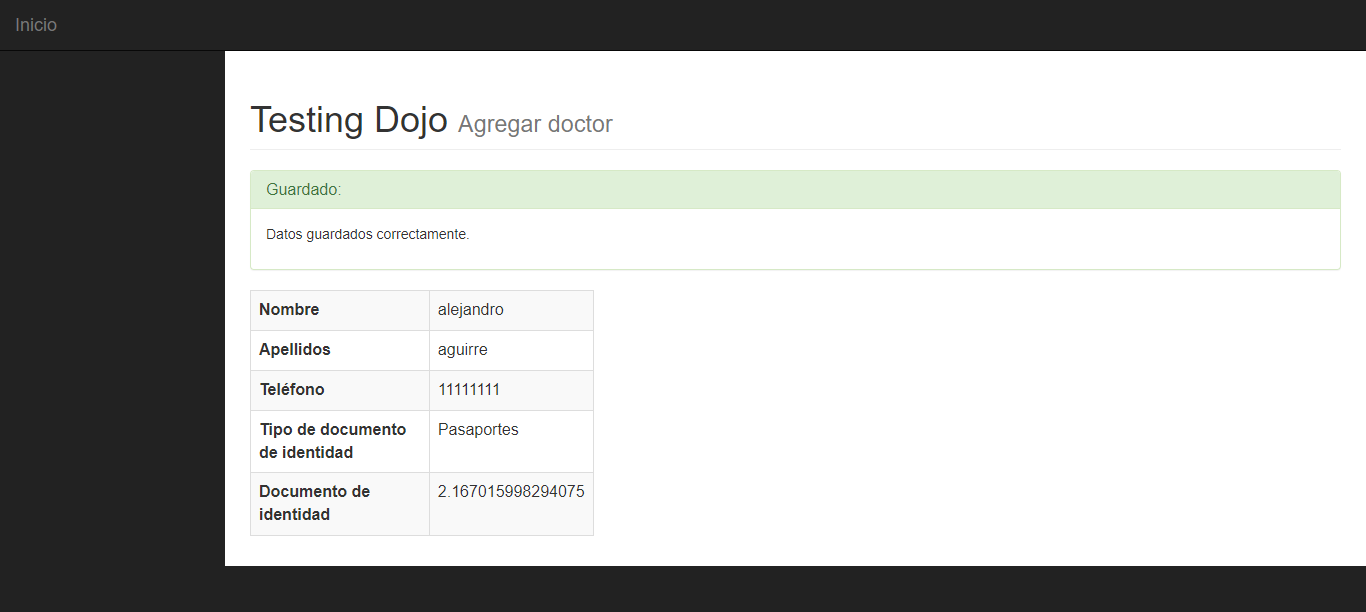 Inicio
Testing Dojo Agregar doctor
Guardado:
Datos guardados correctamente.
Nombre alejandro
Apellidos aguirre
Teléfono 11111111
Tipo de documento Pasaportes
de identidad
Documento de 2.167015998294075
identidad